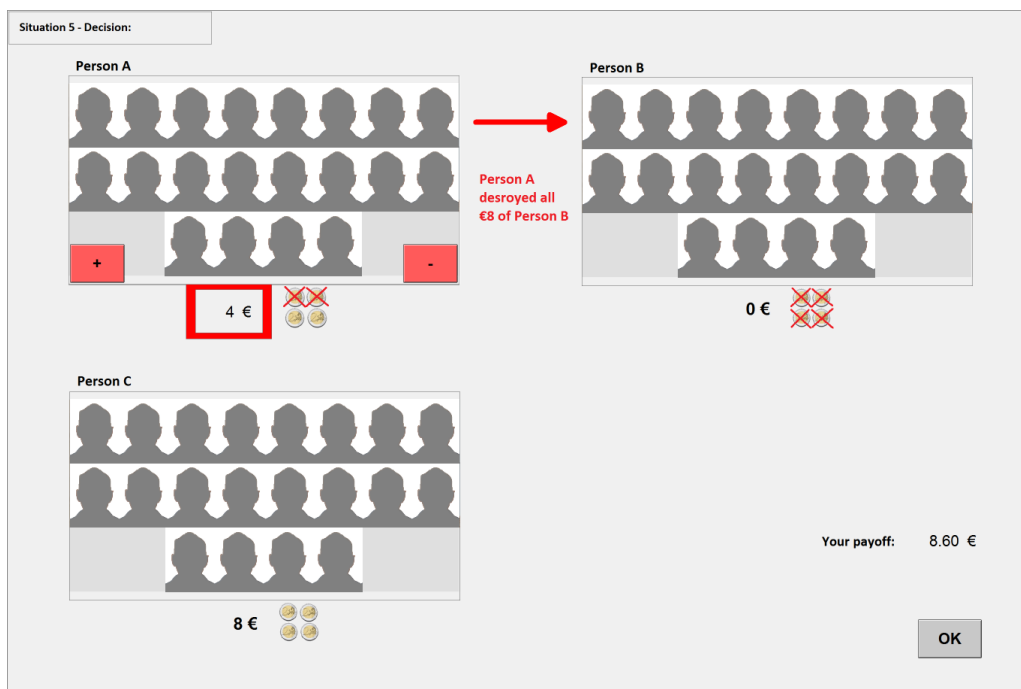 Situation 5 - Decision:
Person A
Person B
Person A
desroyed all
€8 of Person B
+
-
4 €
0 €
Person C
Your payoff: 8.60 €
8 €
OK